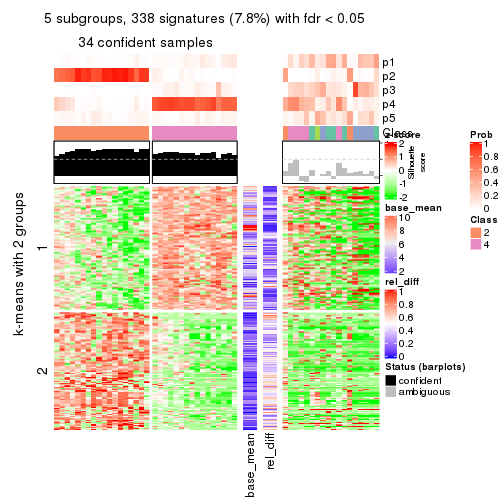 5 subgroups, 338 signatures (7.8%) with fdr < 0.05
34 confident samples
p1
p2
p3
p4
p5
Class
k-means with 2 groups
1
2
Silhouette
score
base_mean
rel_diff
z-score
2
1
0
-1
-2
base_mean
10
8
6
4
2
rel_diff
1
0.8
0.6
0.4
0.2
0
Status (barplots)
confident
ambiguous
Prob
1
0.8
0.6
0.4
0.2
0
Class
2
4